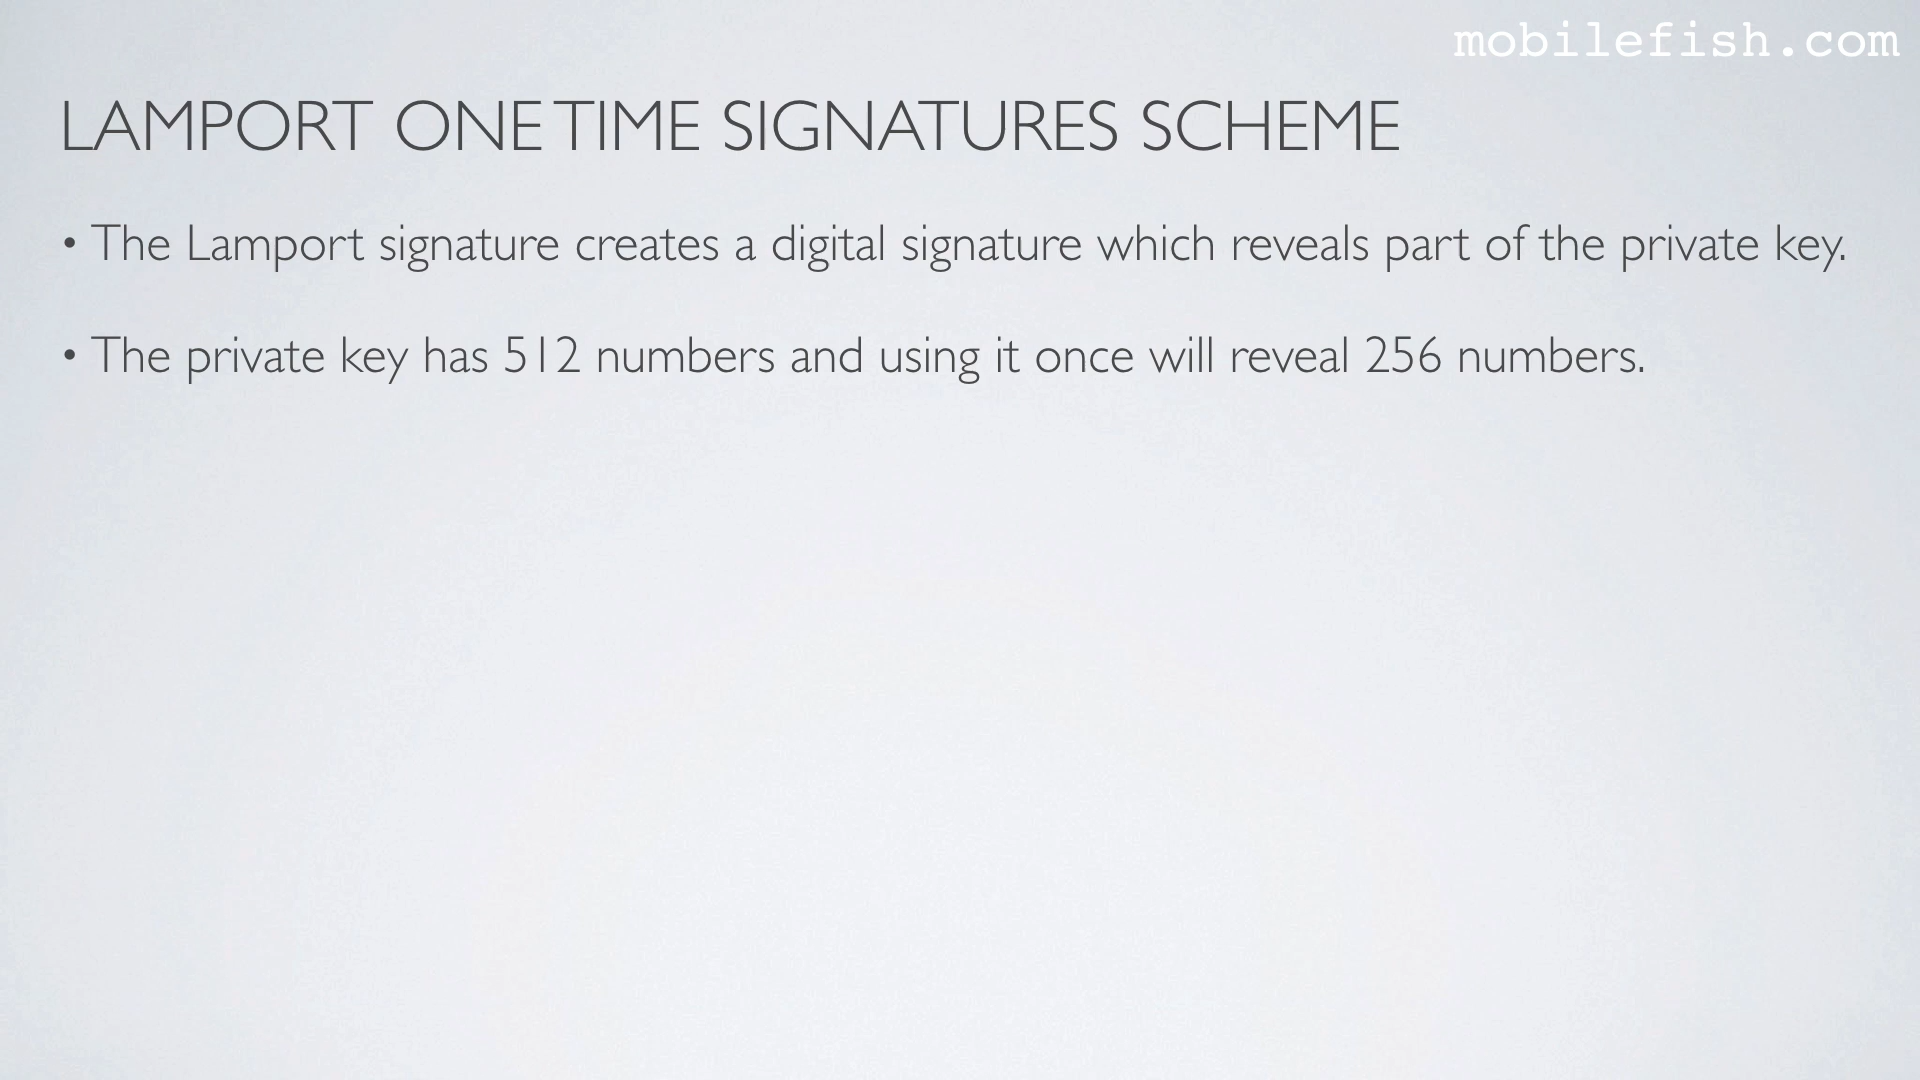 mobilefish.com
LAMPORT ONE TIME SIGNATURES SCHEME
• The Lamport signature creates a digital signature which reveals part of the private key.
• The private key has 512 numbers and using it once will reveal 256 numbers.